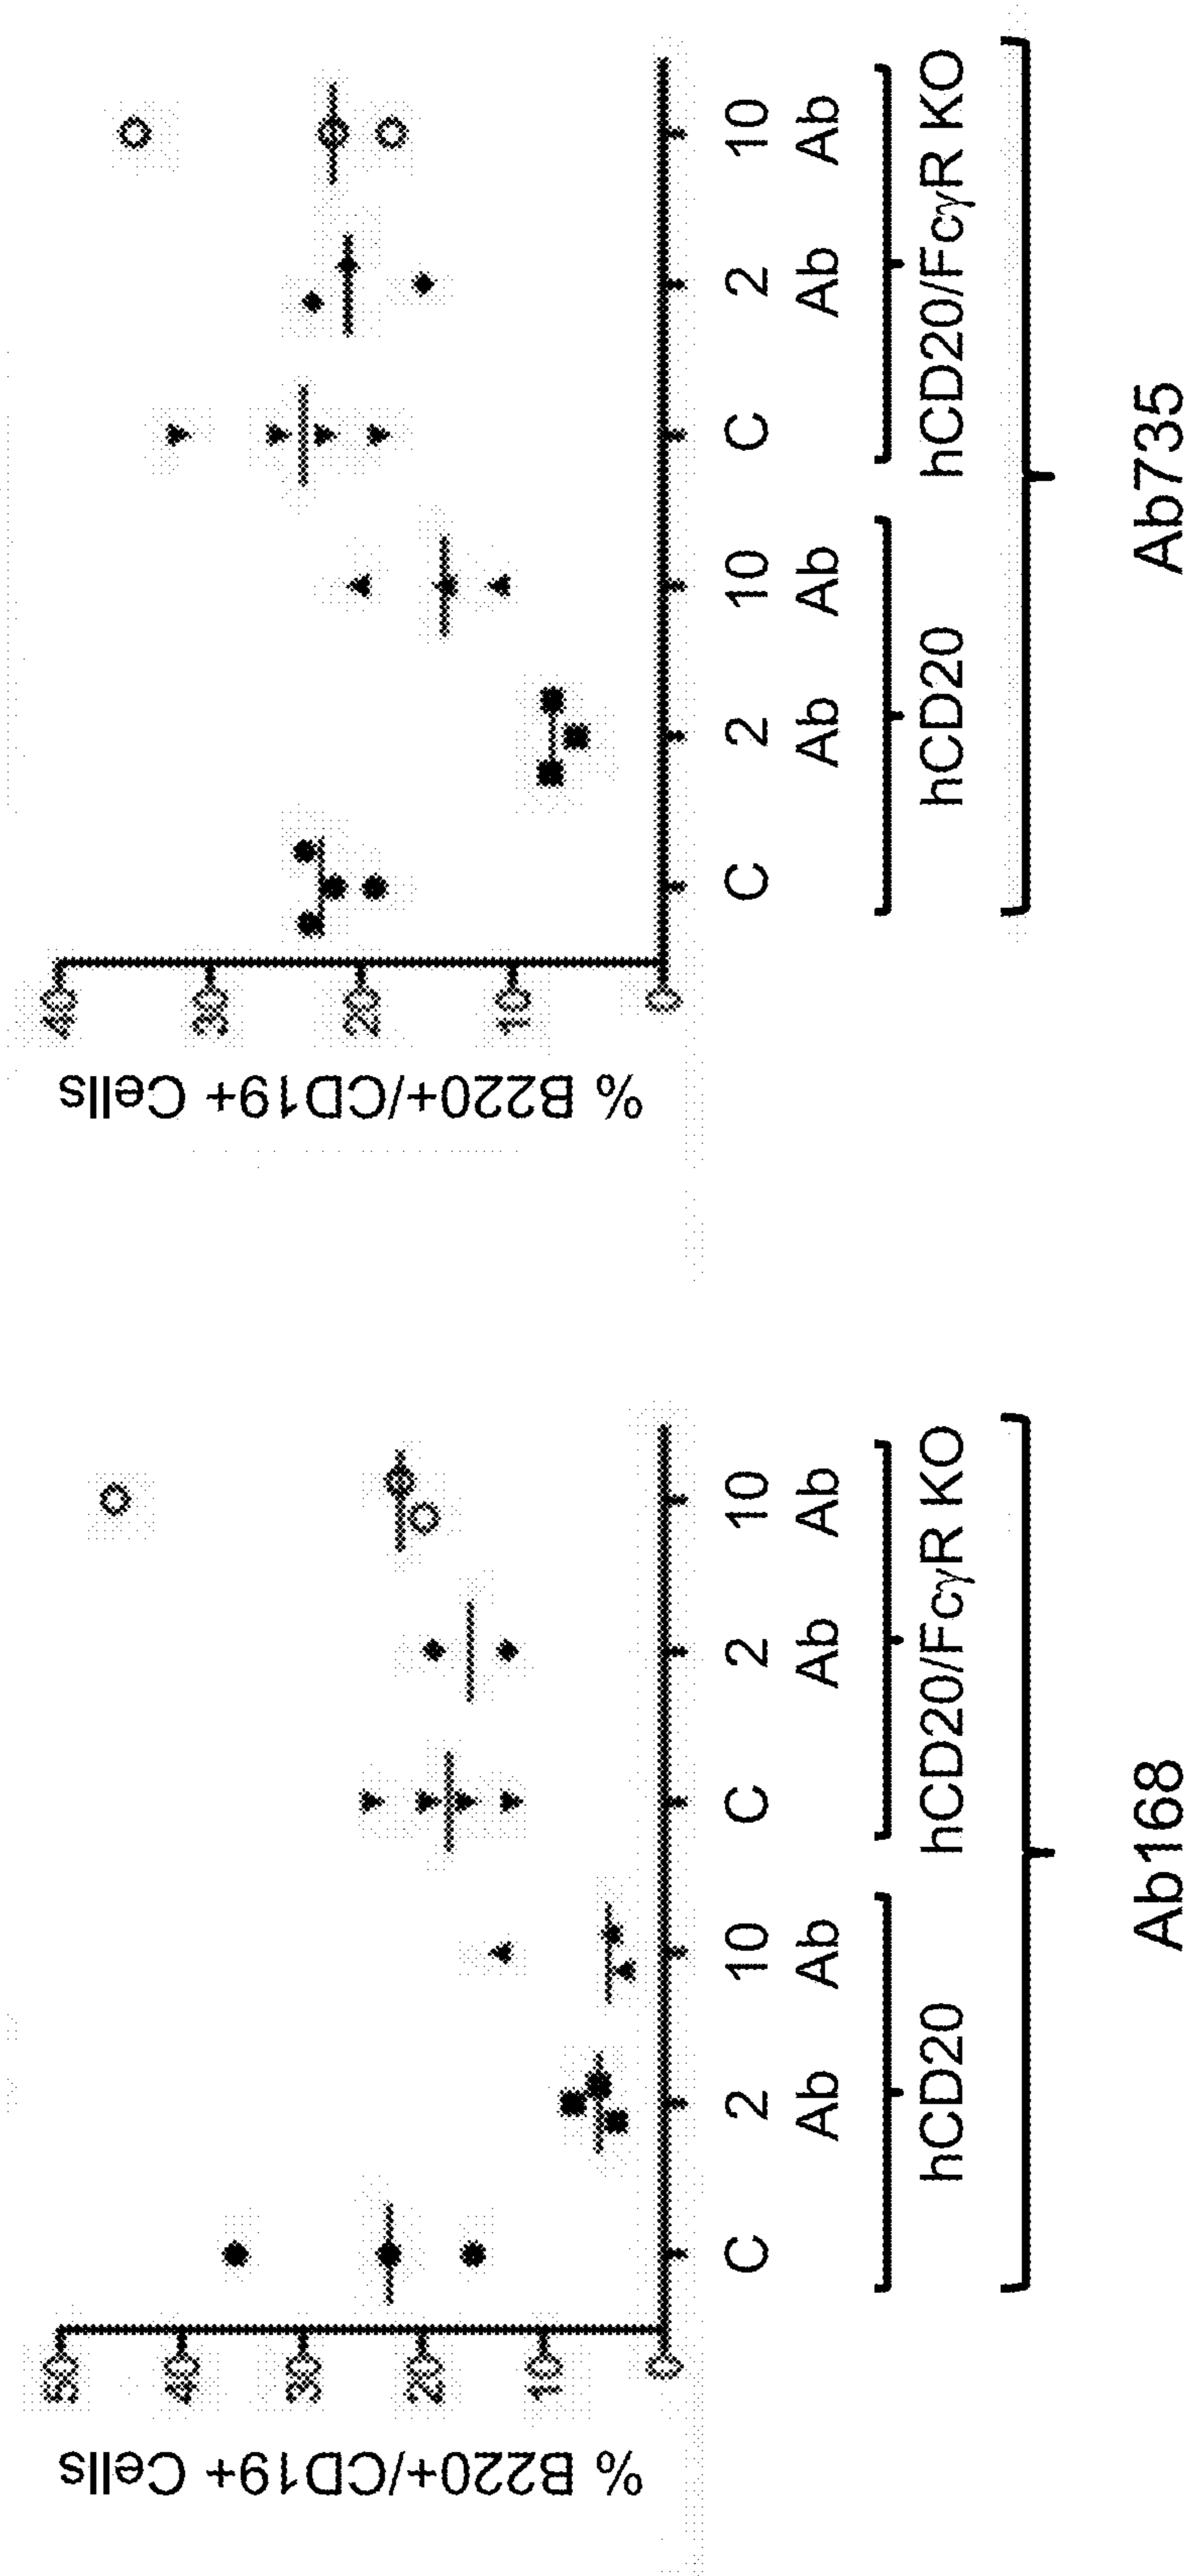 % B220+/CD19+ Cells
50
40
30
20
10
0
C 2 10 C 2 10
Ab Ab Ab Ab
hCD20 hCD20/FcγR KO
Ab168
% B220+/CD19+ Cells
40
30
20
10
0
C 2 10 C 2 10
Ab Ab Ab Ab
hCD20 hCD20/FcγR KO
Ab735